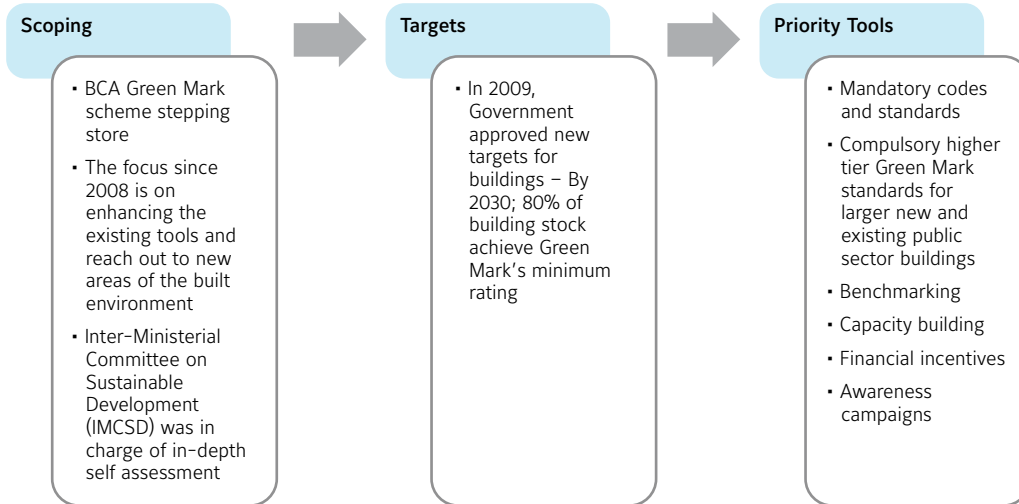 Scoping
• BCA Green Mark
scheme stepping
store
• The focus since
2008 is on
enhancing the
existing tools and
reach out to new
areas of the built
environment
• Inter-Ministerial
Committee on
Sustainable
Development
(IMCSD) was in
charge of in-depth
self assessment
Targets
• In 2009,
Government
approved new
targets for
buildings – By
2030; 80% of
building stock
achieve Green
Mark's minimum
rating
Priority Tools
• Mandatory codes
and standards
• Compulsory higher
tier Green Mark
standards for
larger new and
existing public
sector buildings
• Benchmarking
• Capacity building
• Financial incentives
• Awareness
campaigns